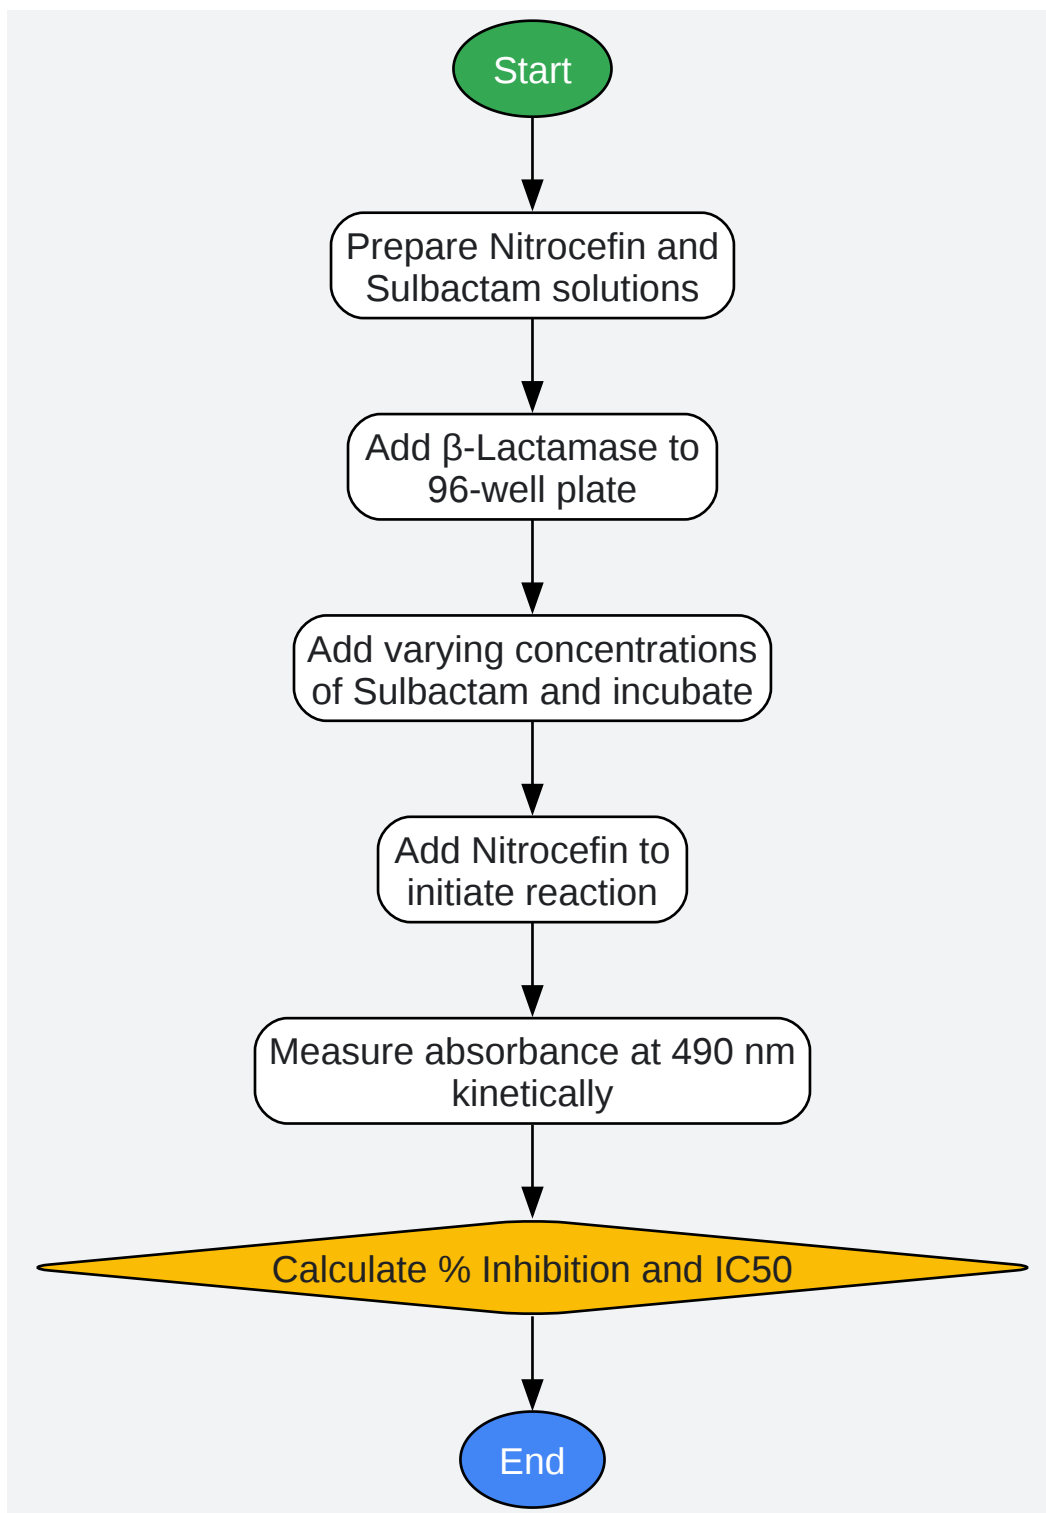 Start
Prepare Nitrocefin and
Sulbactam solutions
Add β-Lactamase to
96-well plate
Add varying concentrations
of Sulbactam and incubate
Add Nitrocefin to
initiate reaction
Measure absorbance at 490 nm
kinetically
Calculate % Inhibition and IC50
End